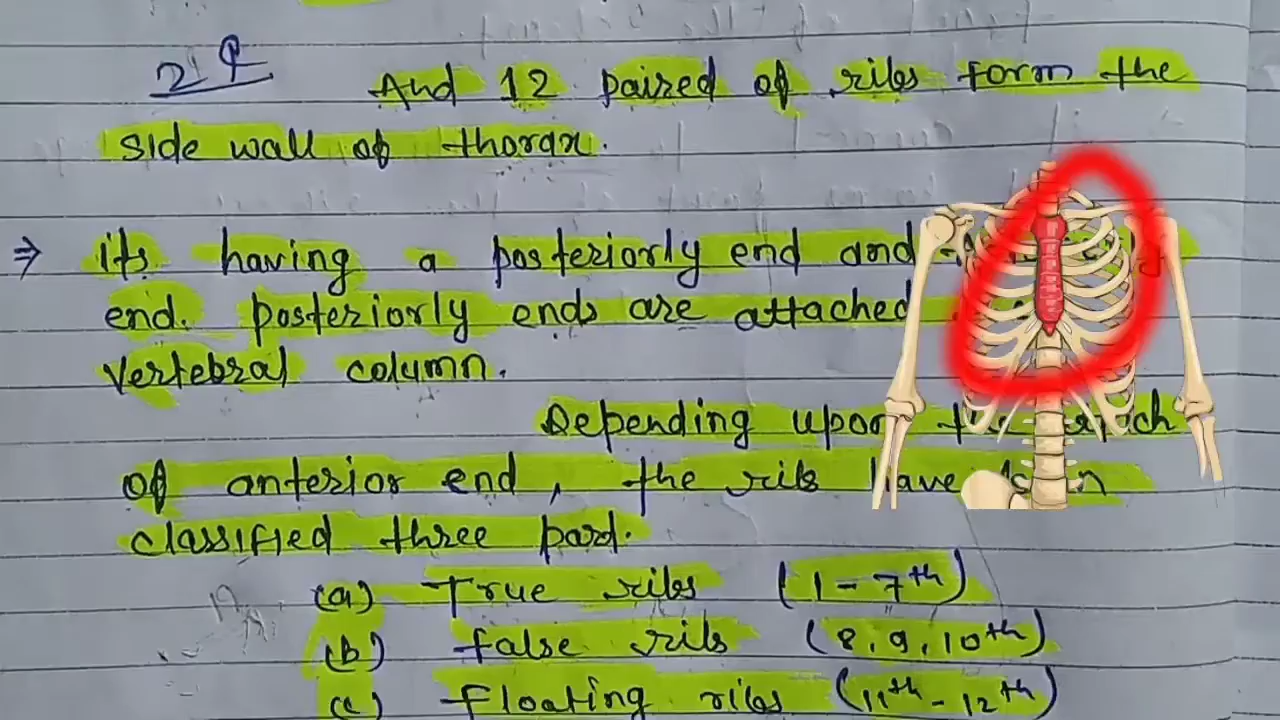 24
And 12 paired of ribs form the
side wall of thorax.
⇒ its having a posteriorly end and
end. posteriorly ends are attached
vertebral column.
Depending upon the
of anterior end, the ribs have
classified three part.
(a) True ribs (1-7th)
(b) false ribs (8,9,10th)
(c) Floating ribs (11th-12th)